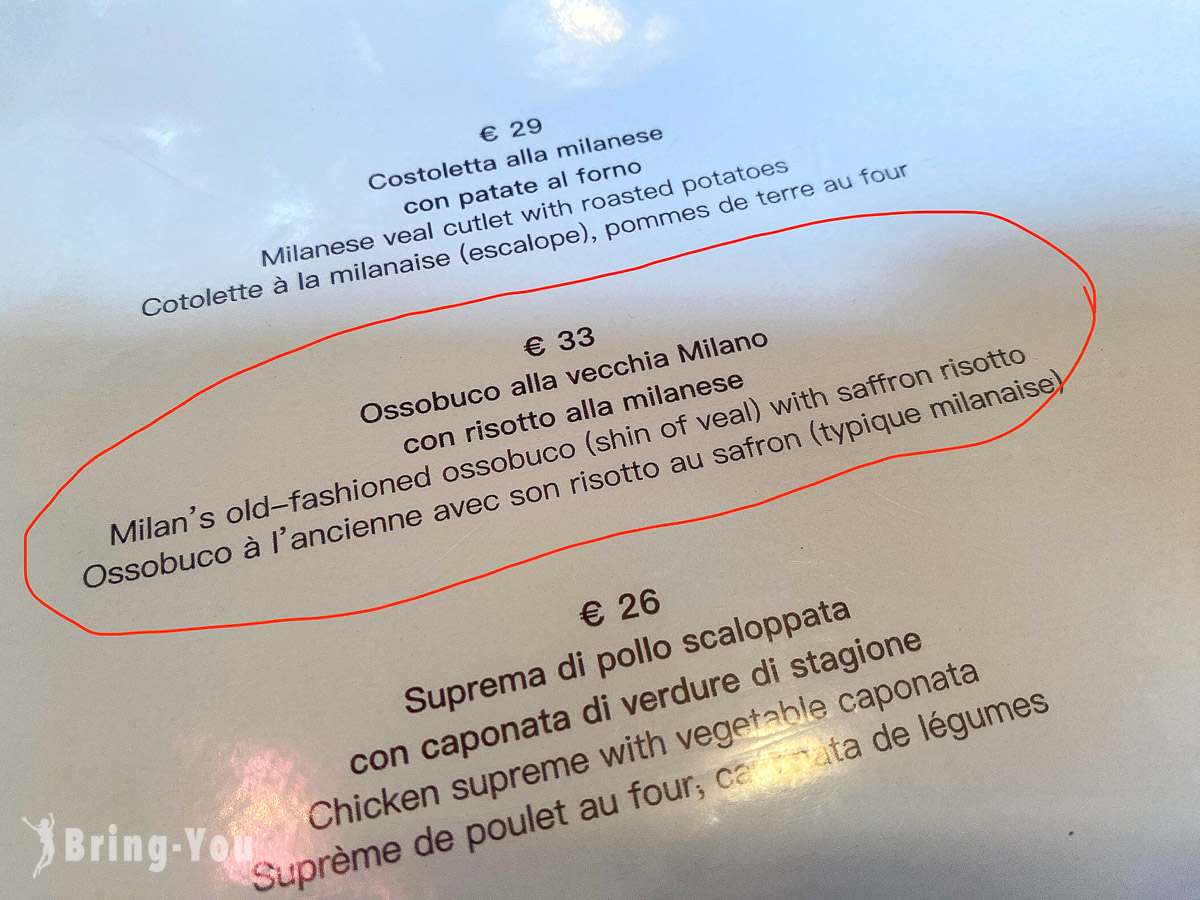 € 29
Costoletta alla milanese
con patate al forno
Milanese veal cutlet with roasted potatoes
Cotolette à la milanaise (escalope), pommes de terre au four
€ 33
Ossobuco alla vecchia Milano
con risotto alla milanese
Milan's old-fashioned ossobuco (shin of veal) with saffron risotto
Ossobuco à l'ancienne avec son risotto au safron (typique milanaise)
€ 26
Suprema di pollo scaloppata
con caponata di verdure di stagione
Chicken supreme with vegetable caponata
Suprème de poulet au four, caponata de légumes
Bring-You